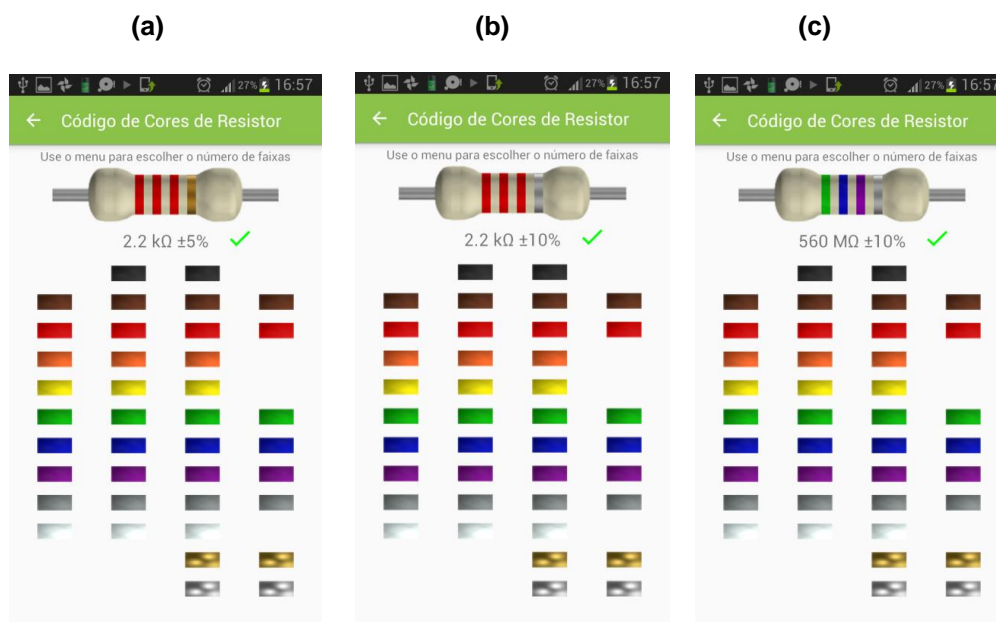 (a)
(b)
(c)
27% 16:57
Código de Cores de Resistor
Use o menu para escolher o número de faixas
2.2 kΩ ±5%
27% 16:57
Código de Cores de Resistor
Use o menu para escolher o número de faixas
2.2 kΩ ±10%
27% 16:57
Código de Cores de Resistor
Use o menu para escolher o número de faixas
560 MΩ ±10%